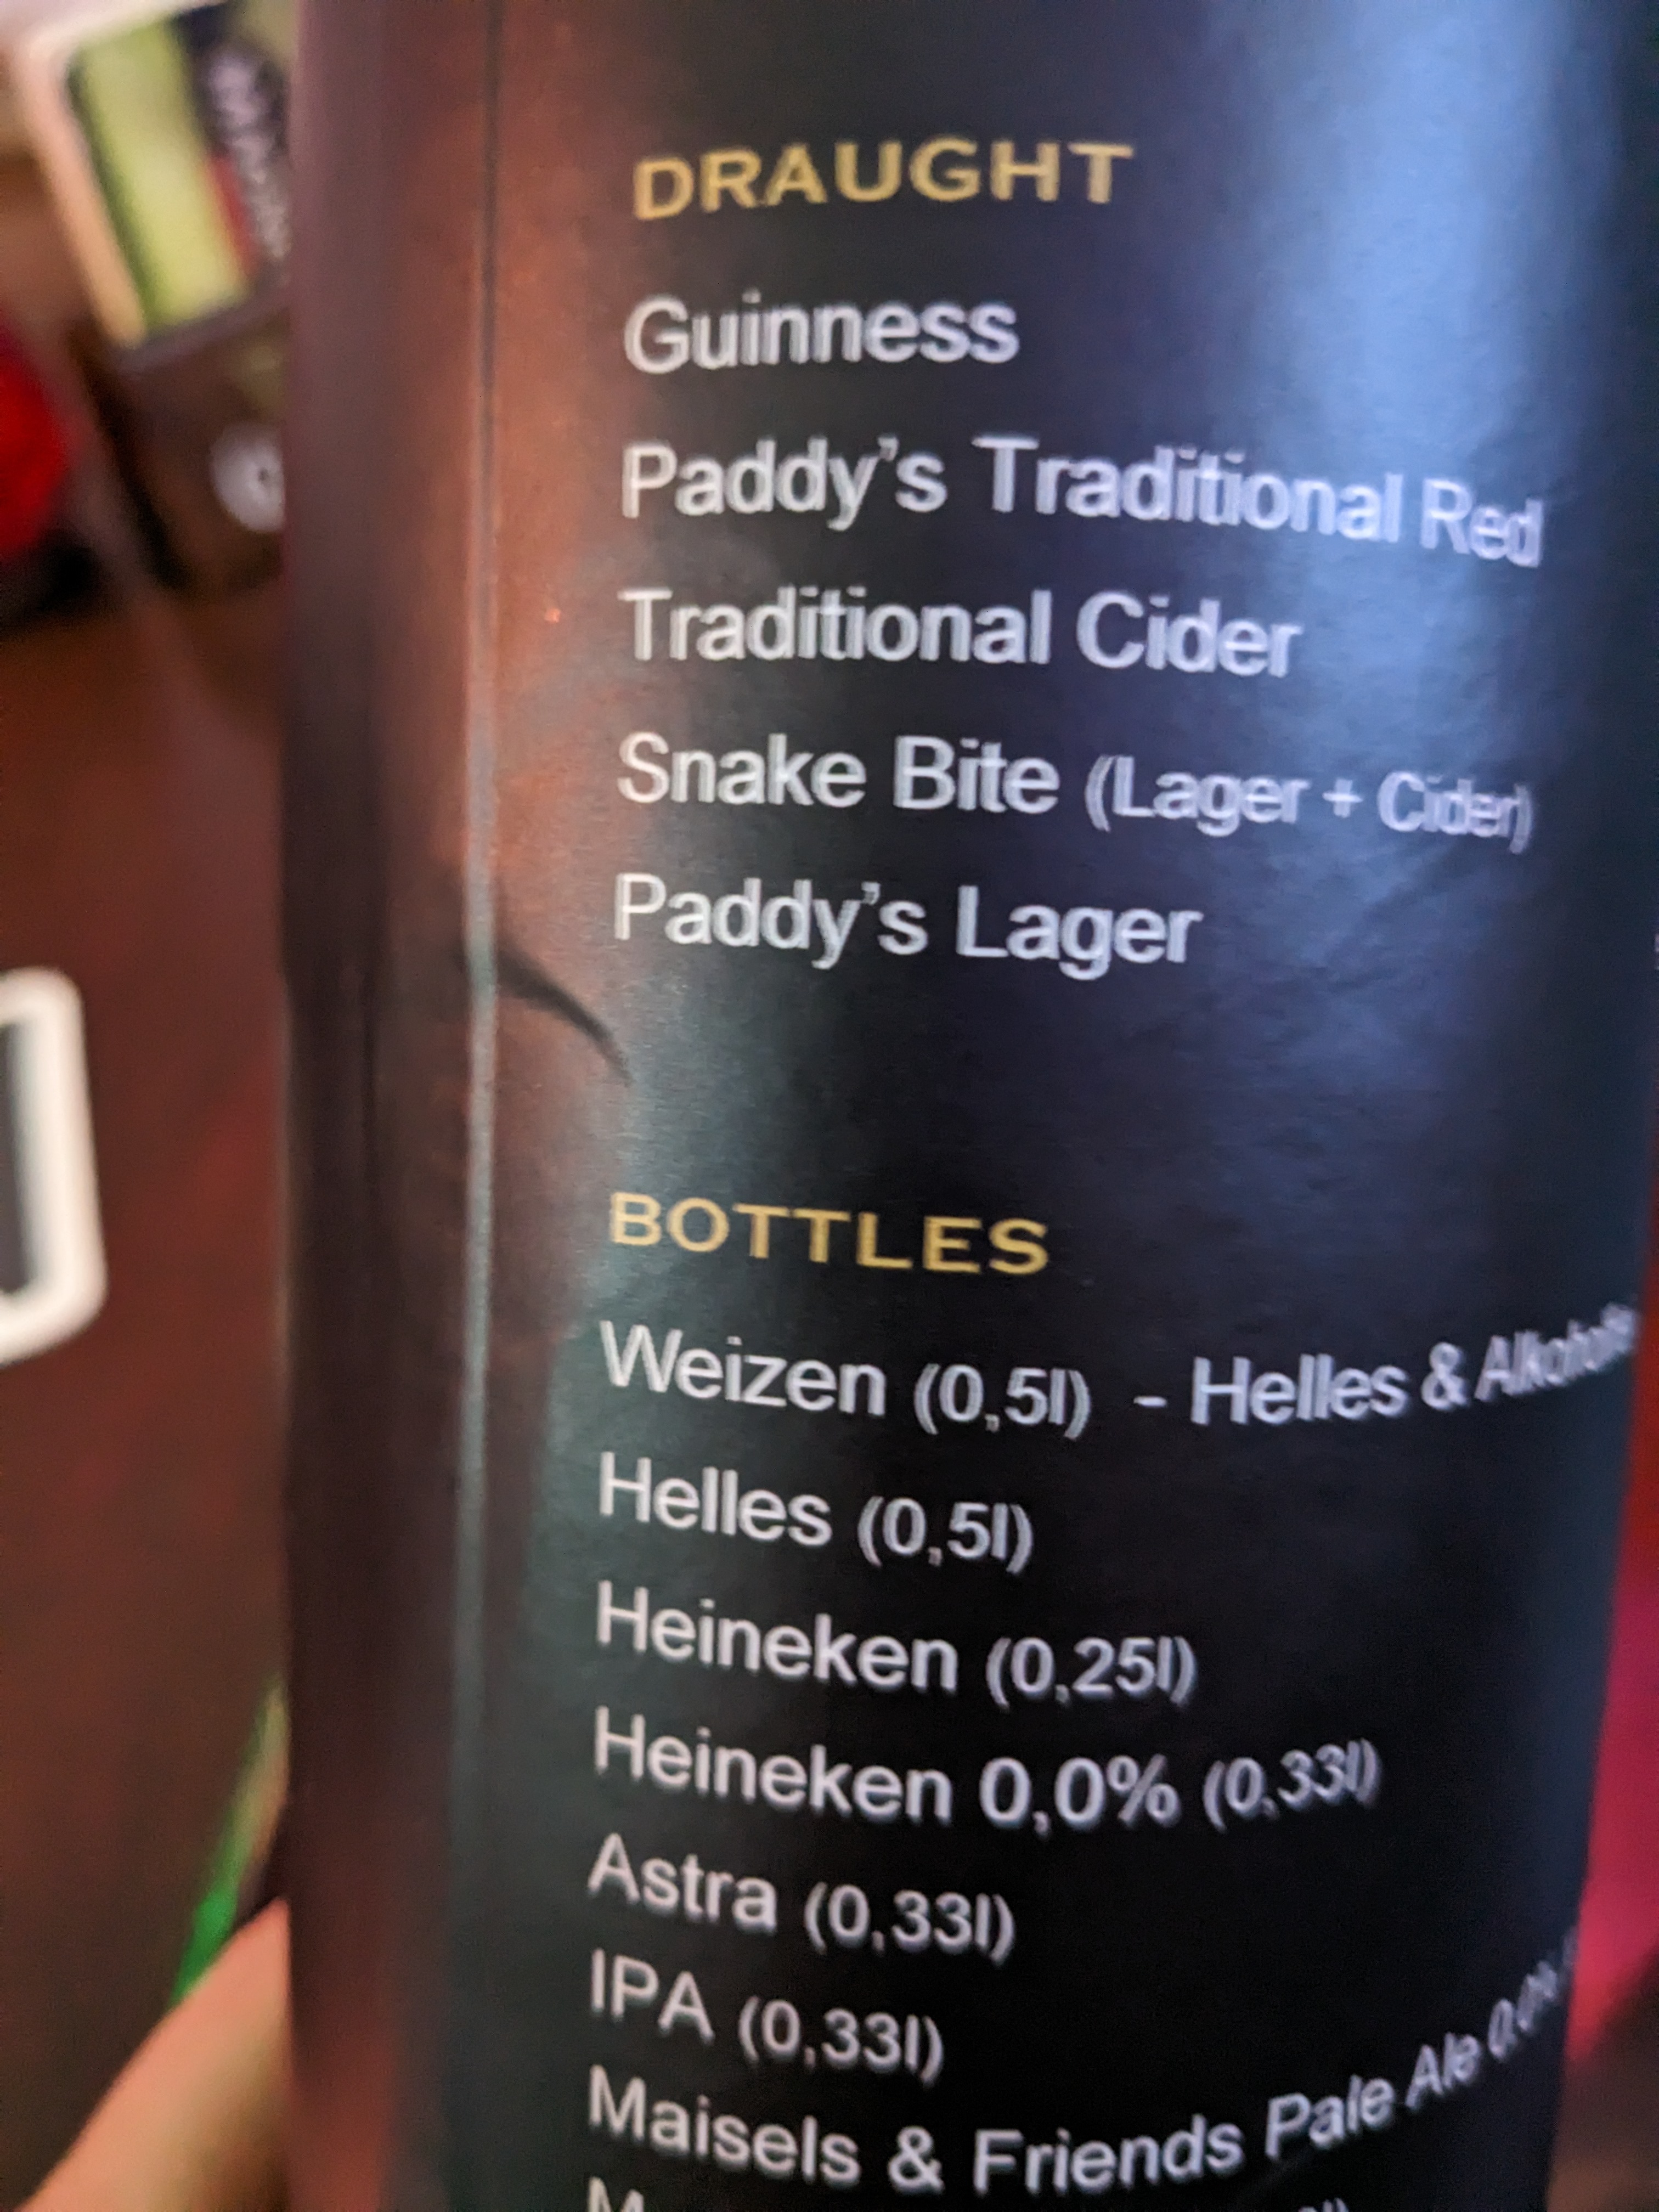 DRAUGHT
Guinness
Paddy's Traditional Red
Traditional Cider
Snake Bite (Lager + Cider)
Paddy's Lager
BOTTLES
Weizen (0,5l) - Helles &
Helles (0,5l)
Heineken (0,25l)
Heineken 0,0% (0,33l)
Astra (0,33l)
IPA (0,33l)
Maisels & Friends Pale Ale 0,0%